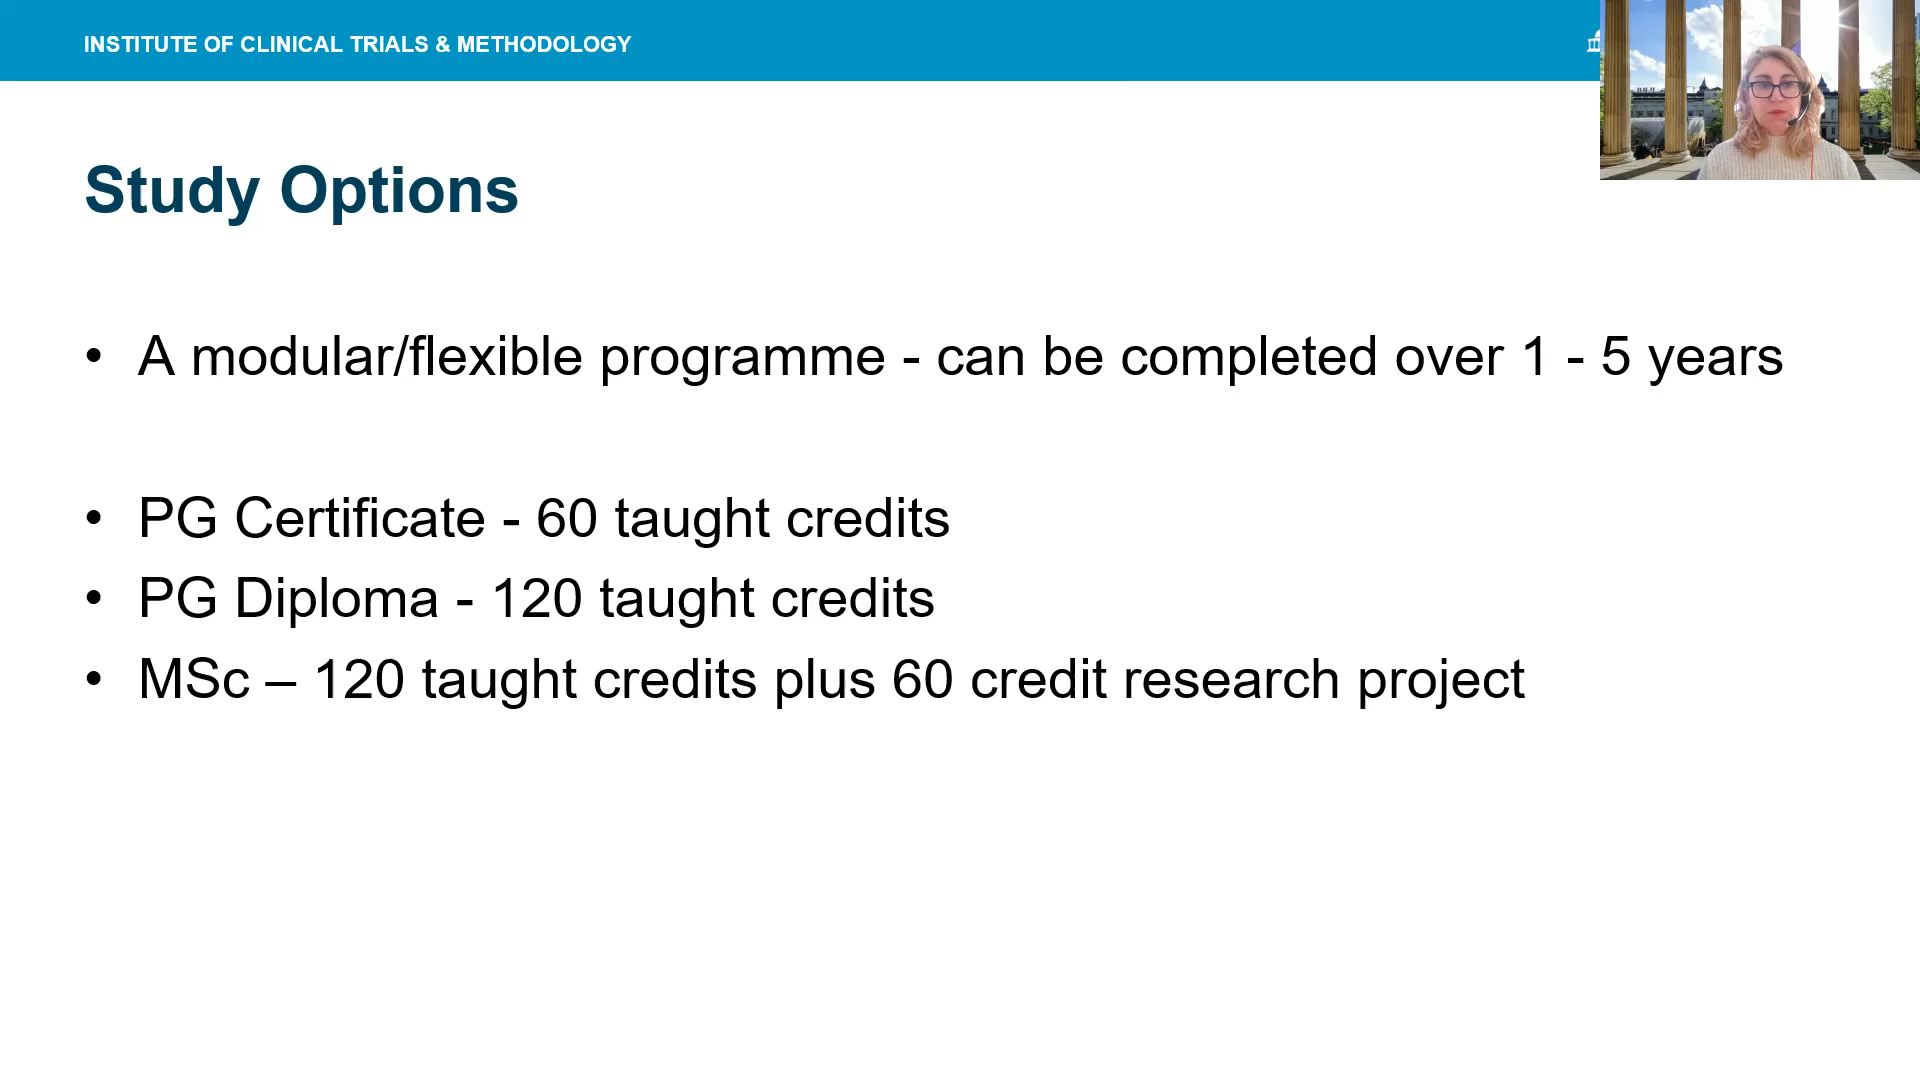 INSTITUTE OF CLINICAL TRIALS & METHODOLOGY
Study Options
• A modular/flexible programme - can be completed over 1 - 5 years
• PG Certificate - 60 taught credits
• PG Diploma - 120 taught credits
• MSc – 120 taught credits plus 60 credit research project